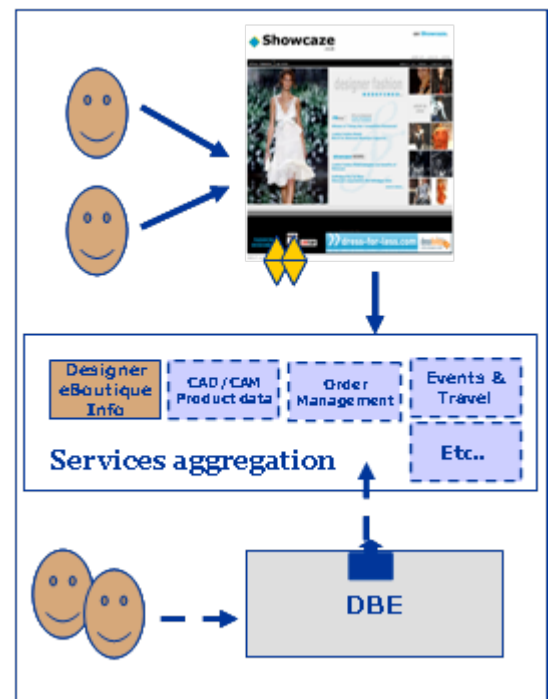 Showcaze
designer fashion
dress-for-less.com
Designer
eBoutique
Info
CAD/CAM
Product data
Order
Management
Events &
Travel
Etc..
Services aggregation
DBE